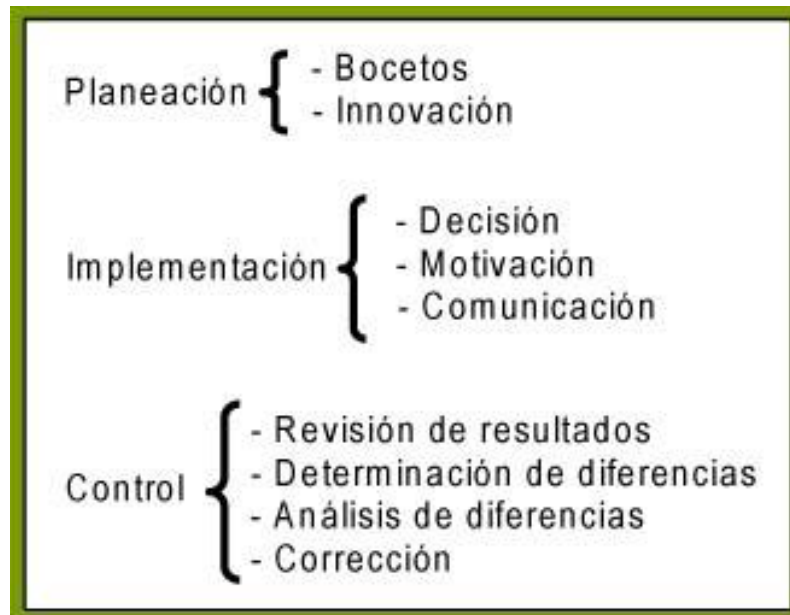 Planeación
- Bocetos
- Innovación
Implementación
- Decisión
- Motivación
- Comunicación
Control
- Revisión de resultados
- Determinación de diferencias
- Análisis de diferencias
- Corrección